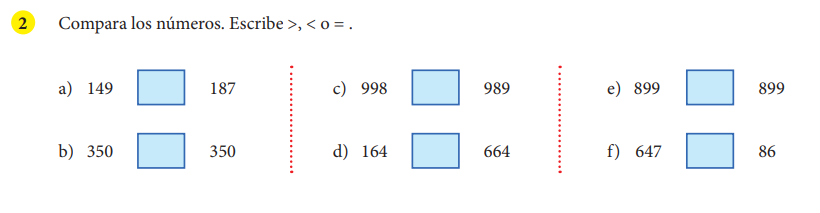 2 Compara los números. Escribe >, < o = .
a) 149 187 c) 998 989 e) 899 899
b) 350 350 d) 164 664 f) 647 86